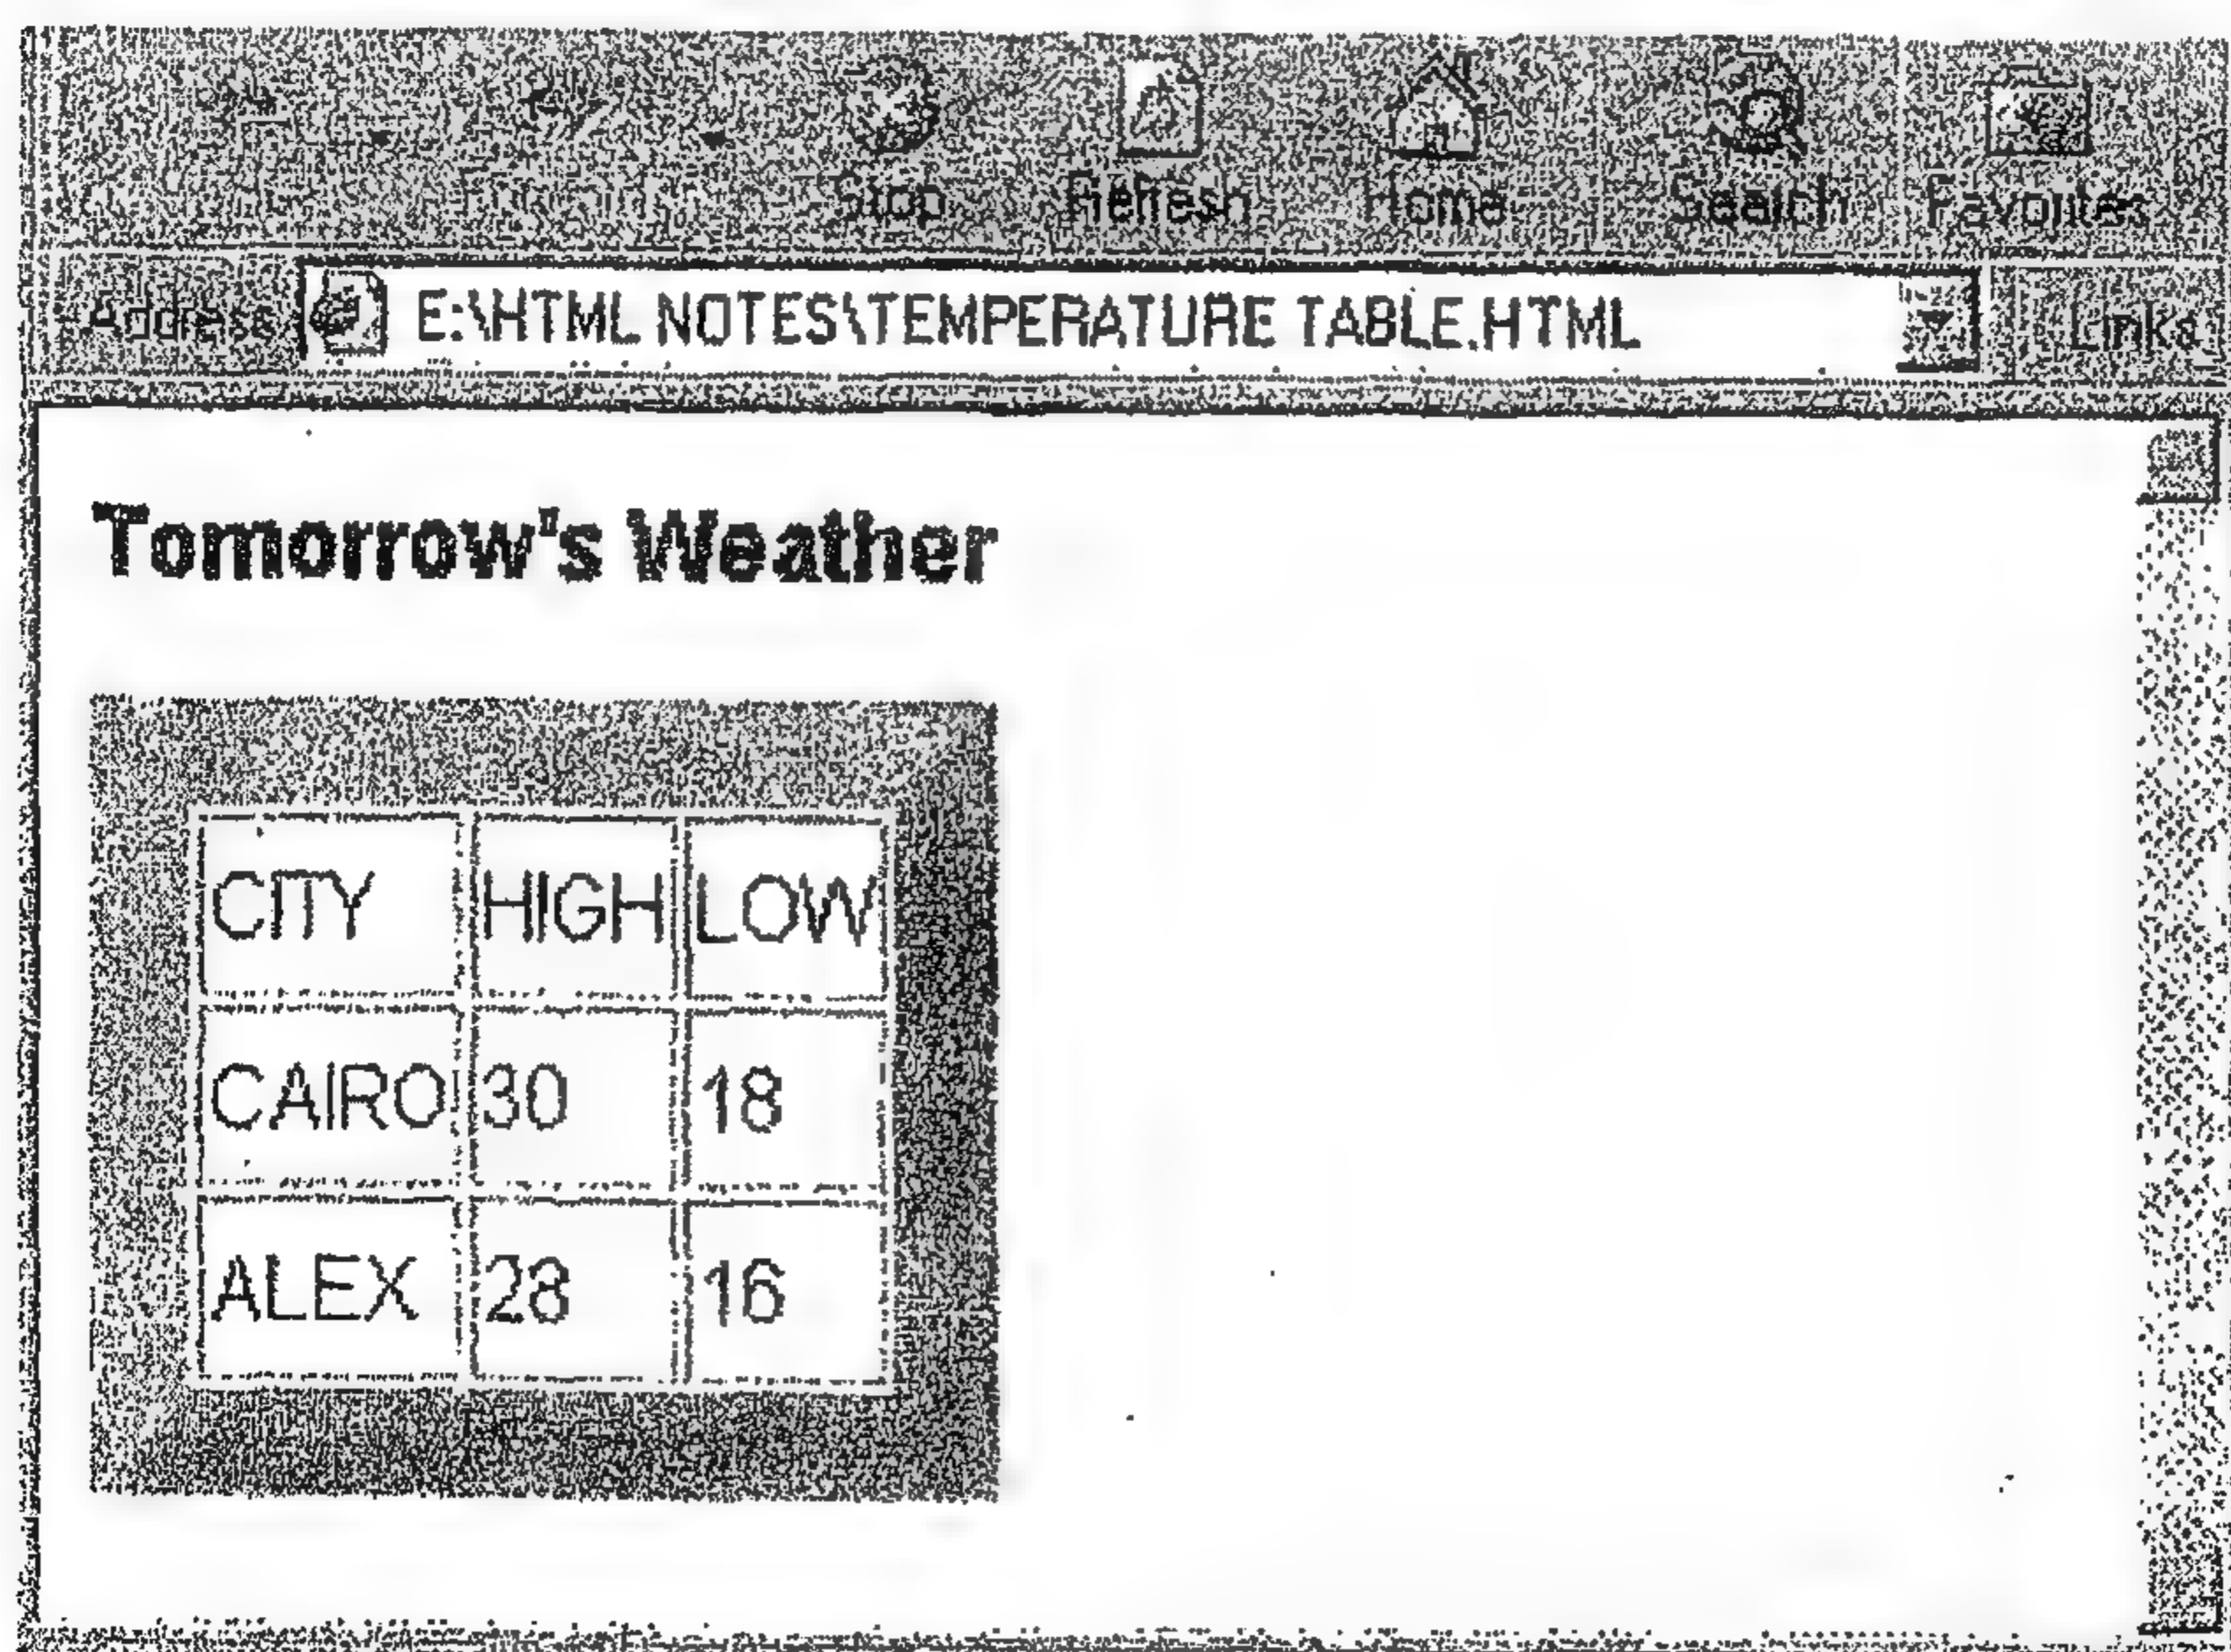 Stop Refresh Home Search Favorites
Address E:\HTML NOTES\TEMPERATURE TABLE.HTML Links
Tomorrow's Weather
CITY HIGH LOW
CAIRO 30 18
ALEX 28 16